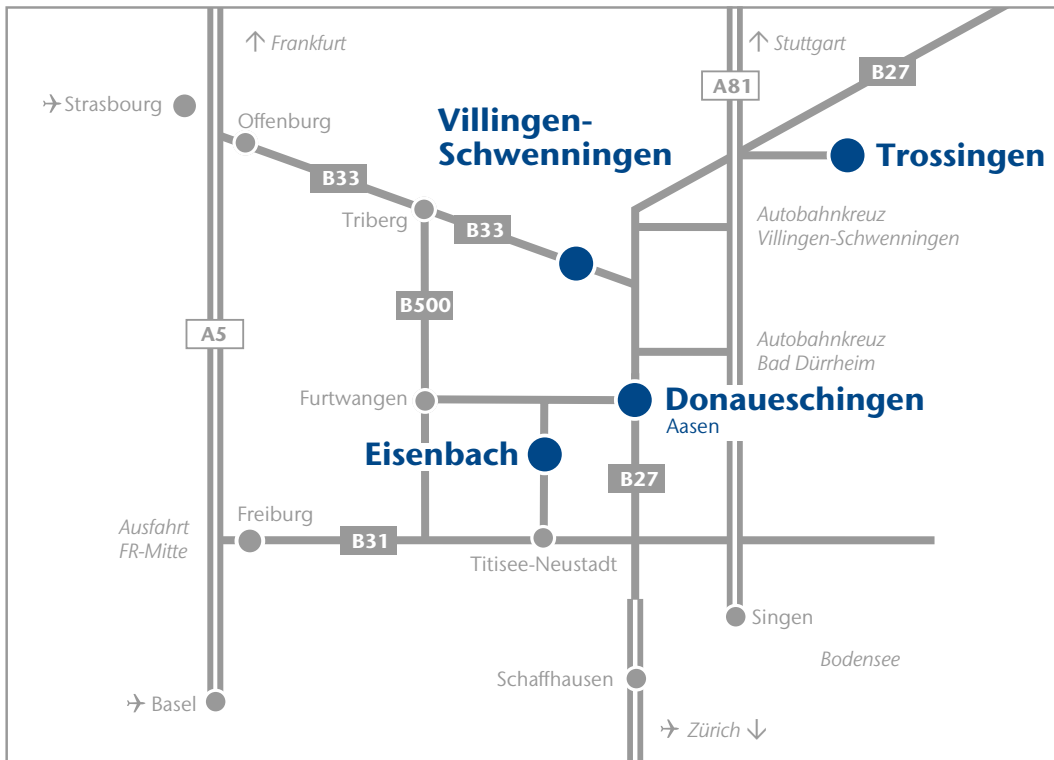 ↑ Frankfurt
↑ Stuttgart
B27
A81
Strasbourg
Offenburg
Villingen-
Schwenningen
Trossingen
B33
Triberg
B33
Autobahnkreuz
Villingen-Schwenningen
B500
A5
Autobahnkreuz
Bad Dürrheim
Furtwangen
Donaueschingen
Aasen
Eisenbach
B27
Freiburg
Ausfahrt
FR-Mitte
B31
Titisee-Neustadt
Singen
Bodensee
Schaffhausen
Basel
Zürich ↓